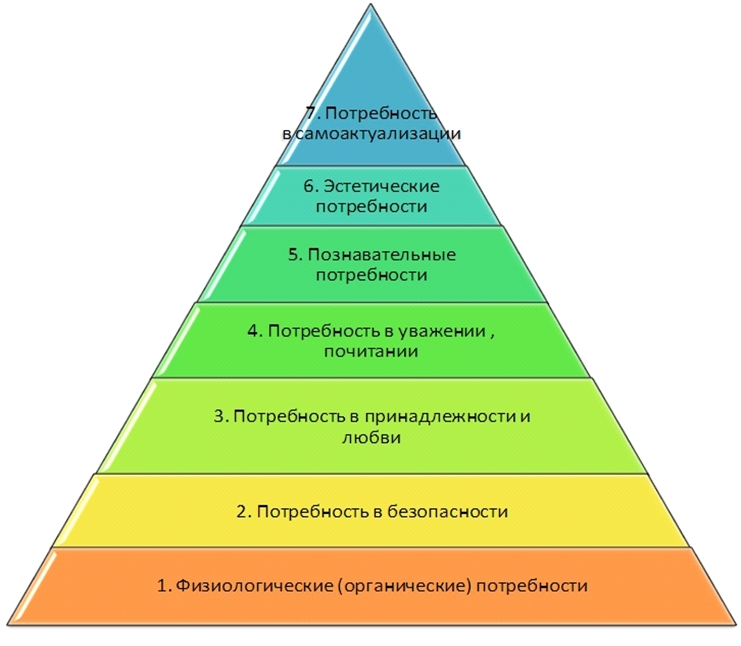 7. Потребность
в самоактуализации
6. Эстетические
потребности
5. Познавательные
потребности
4. Потребность в уважении ,
почитании
3. Потребность в принадлежности и
любви
2. Потребность в безопасности
1. Физиологические (органические) потребности